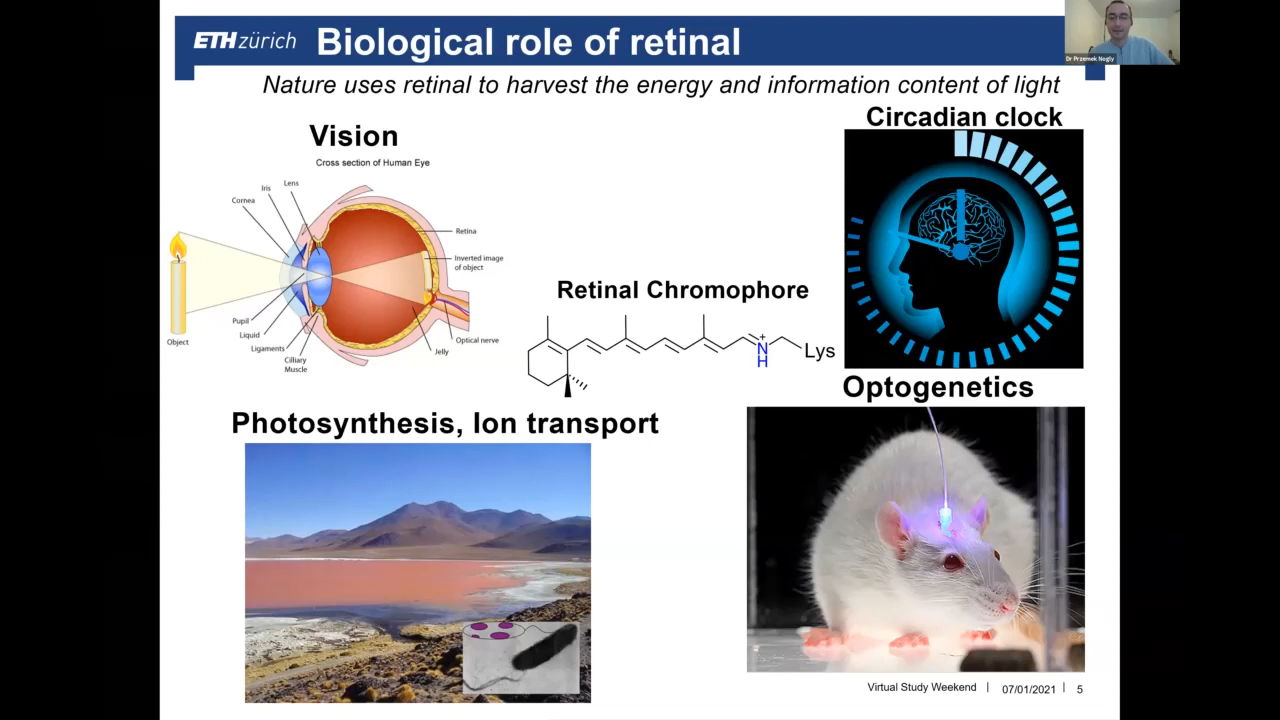 ETH zürich
Biological role of retinal
Dr Przemek Nogly
Nature uses retinal to harvest the energy and information content of light
Vision
Cross section of Human Eye
Lens
Iris
Cornea
Retina
Inverted image
of object
Pupil
Liquid
Ligaments
Cilliary
Muscle
Jelly
Optical nerve
Object
Circadian clock
Retinal Chromophore
+
N
H
Lys
Photosynthesis, Ion transport
Optogenetics
Virtual Study Weekend | 07/01/2021 | 5